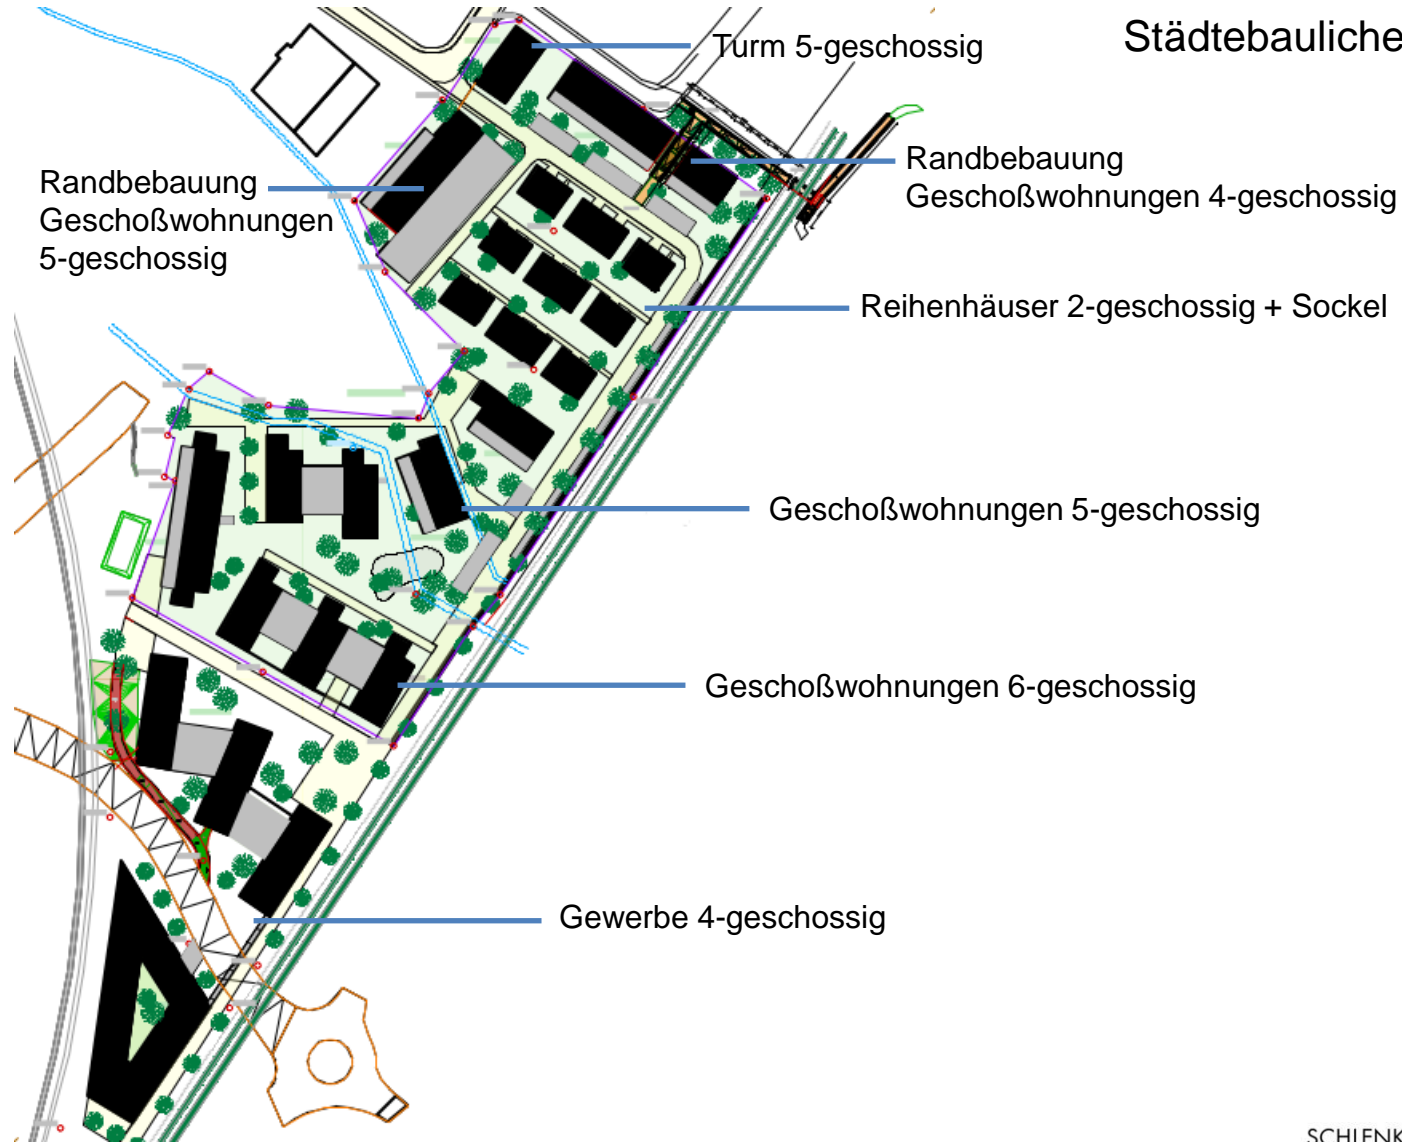 Städtebauliche
Turm 5-geschossig
Randbebauung
Geschoßwohnungen 4-geschossig
Randbebauung
Geschoßwohnungen
5-geschossig
Reihenhäuser 2-geschossig + Sockel
Geschoßwohnungen 5-geschossig
Geschoßwohnungen 6-geschossig
Gewerbe 4-geschossig
SCHLENK